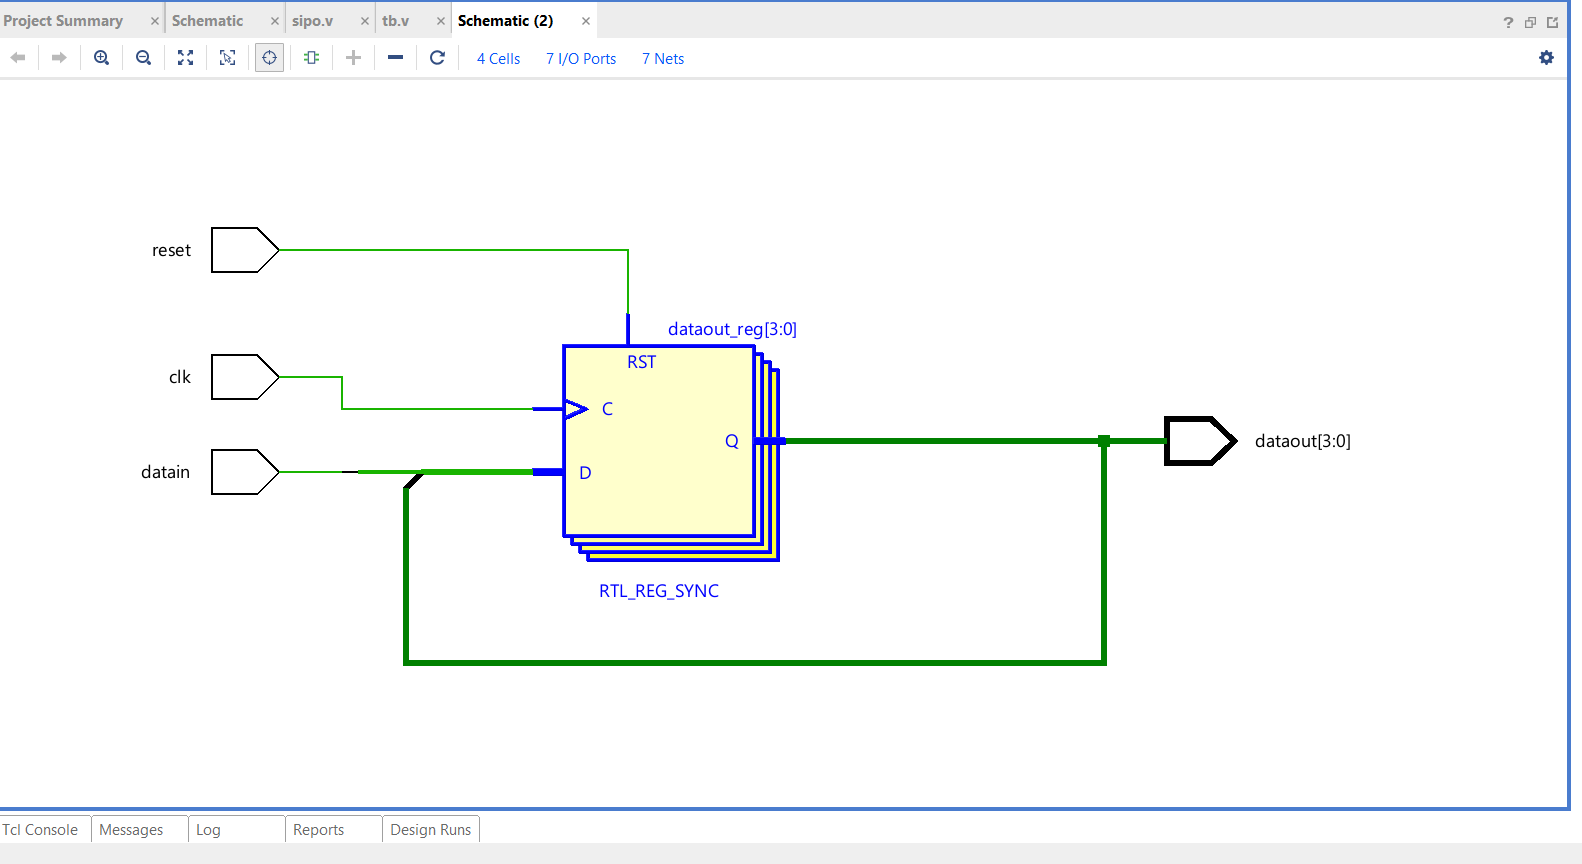 Project Summary × Schematic × sipo.v × tb.v × Schematic (2) × ?
4 Cells 7 I/O Ports 7 Nets
reset
dataout_reg[3:0]
RST
clk
C
Q
dataout[3:0]
datain
D
RTL_REG_SYNC
Tcl Console Messages Log Reports Design Runs